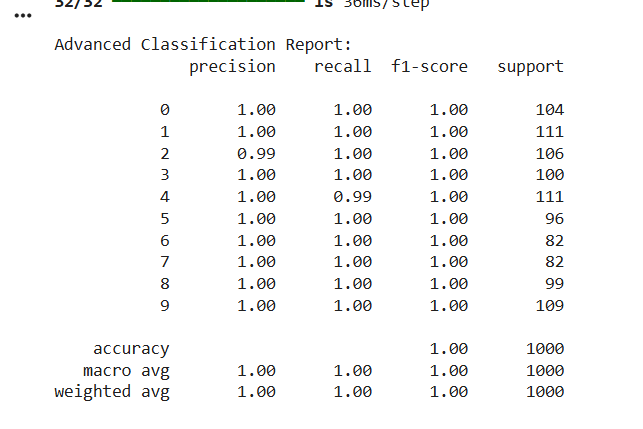 32/32 ━━━━━━━━━━━━━━━━━━━━ 1s 36ms/step
...
Advanced Classification Report:
precision recall f1-score support
0 1.00 1.00 1.00 104
1 1.00 1.00 1.00 111
2 0.99 1.00 1.00 106
3 1.00 1.00 1.00 100
4 1.00 0.99 1.00 111
5 1.00 1.00 1.00 96
6 1.00 1.00 1.00 82
7 1.00 1.00 1.00 82
8 1.00 1.00 1.00 99
9 1.00 1.00 1.00 109
accuracy 1.00 1000
macro avg 1.00 1.00 1.00 1000
weighted avg 1.00 1.00 1.00 1000